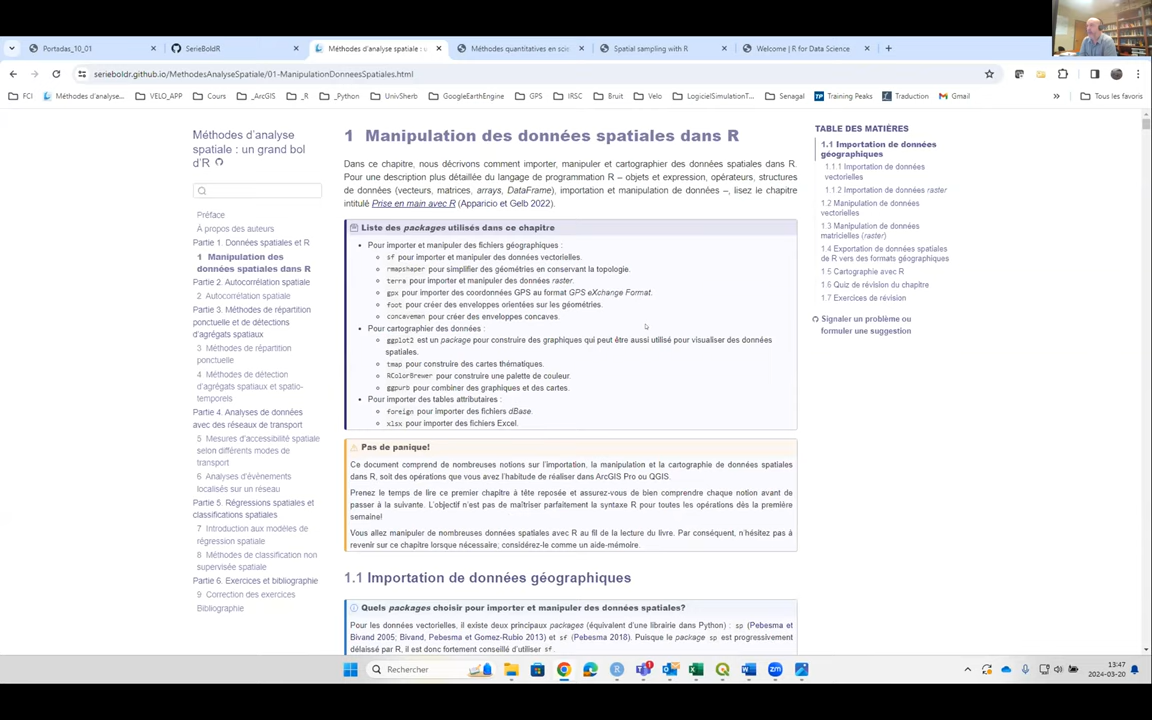 Portadas_10_01
SerieBoldR
Méthodes d'analyse spatiale : u
Méthodes quantitatives en scie
Spatial sampling with R
Welcome | R for Data Science
serieboldr.github.io/MethodesAnalyseSpatiale/01-ManipulationDonneesSpatiales.html
FCI
Méthodes d'analyse...
VELO_APP
Cours
_ArcGIS
_R
_Python
UnivSherb
GoogleEarthEngine
GPS
IRSC
Bruit
Velo
LogicielSimulationT...
Senagal
Training Peaks
Traduction
Gmail
Tous les favoris
Méthodes d'analyse
spatiale : un grand bol
d'R
Préface
À propos des auteurs
Partie 1. Données spatiales et R
1 Manipulation des
données spatiales dans R
Partie 2. Autocorrélation spatiale
2 Autocorrélation spatiale
Partie 3. Méthodes de répartition
ponctuelle et de détections
d'agrégats spatiaux
3 Méthodes de répartition
ponctuelle
4 Méthodes de détection
d'agrégats spatiaux et spatio-
temporels
Partie 4. Analyses de données
avec des réseaux de transport
5 Mesures d'accessibilité spatiale
selon différents modes de
transport
6 Analyses d'évènements
localisés sur un réseau
Partie 5. Régressions spatiales et
classifications spatiales
7 Introduction aux modèles de
régression spatiale
8 Méthodes de classification non
supervisée spatiale
Partie 6. Exercices et bibliographie
9 Correction des exercices
Bibliographie
1 Manipulation des données spatiales dans R
Dans ce chapitre, nous décrivons comment importer, manipuler et cartographier des données spatiales dans R.
Pour une description plus détaillée du langage de programmation R – objets et expression, opérateurs, structures
de données (vecteurs, matrices, arrays, DataFrame), importation et manipulation de données –, lisez le chapitre
intitulé Prise en main avec R (Apparicio et Gelb 2022).
Liste des packages utilisés dans ce chapitre
• Pour importer et manipuler des fichiers géographiques :
sf pour importer et manipuler des données vectorielles.
rmapshaper pour simplifier des géométries en conservant la topologie.
terra pour importer et manipuler des données raster.
gpx pour importer des coordonnées GPS au format GPS eXchange Format.
foot pour créer des enveloppes orientées sur les géométries.
concaveman pour créer des enveloppes concaves.
• Pour cartographier des données :
ggplot2 est un package pour construire des graphiques qui peut être aussi utilisé pour visualiser des données
spatiales.
tmap pour construire des cartes thématiques.
RColorBrewer pour construire une palette de couleur.
ggpurb pour combiner des graphiques et des cartes.
• Pour importer des tables attributaires :
foreign pour importer des fichiers dBase.
xlsx pour importer des fichiers Excel.
Pas de panique!
Ce document comprend de nombreuses notions sur l'importation, la manipulation et la cartographie de données spatiales
dans R, soit des opérations que vous avez l'habitude de réaliser dans ArcGIS Pro ou QGIS.
Prenez le temps de lire ce premier chapitre à tête reposée et assurez-vous de bien comprendre chaque notion avant de
passer à la suivante. L'objectif n'est pas de maîtriser parfaitement la syntaxe R pour toutes les opérations dès la première
semaine!
Vous allez manipuler de nombreuses données spatiales avec R au fil de la lecture du livre. Par conséquent, n'hésitez pas à
revenir sur ce chapitre lorsque nécessaire; considérez-le comme un aide-mémoire.
1.1 Importation de données géographiques
Quels packages choisir pour importer et manipuler des données spatiales?
Pour les données vectorielles, il existe deux principaux packages (équivalent d'une librairie dans Python) : sp (Pebesma et
Bivand 2005; Bivand, Pebesma et Gomez-Rubio 2013) et sf (Pebesma 2018). Puisque le package sp est progressivement
délaissé par R, il est donc fortement conseillé d'utiliser sf.
TABLE DES MATIÈRES
1.1 Importation de données
géographiques
1.1.1 Importation de données
vectorielles
1.1.2 Importation de données raster
1.2 Manipulation de données
vectorielles
1.3 Manipulation de données
matricielles (raster)
1.4 Exportation de données spatiales
de R vers des formats géographiques
1.5 Cartographie avec R
1.6 Quiz de révision du chapitre
1.7 Exercices de révision
Signaler un problème ou
formuler une suggestion
Rechercher
13:47
2024-03-20